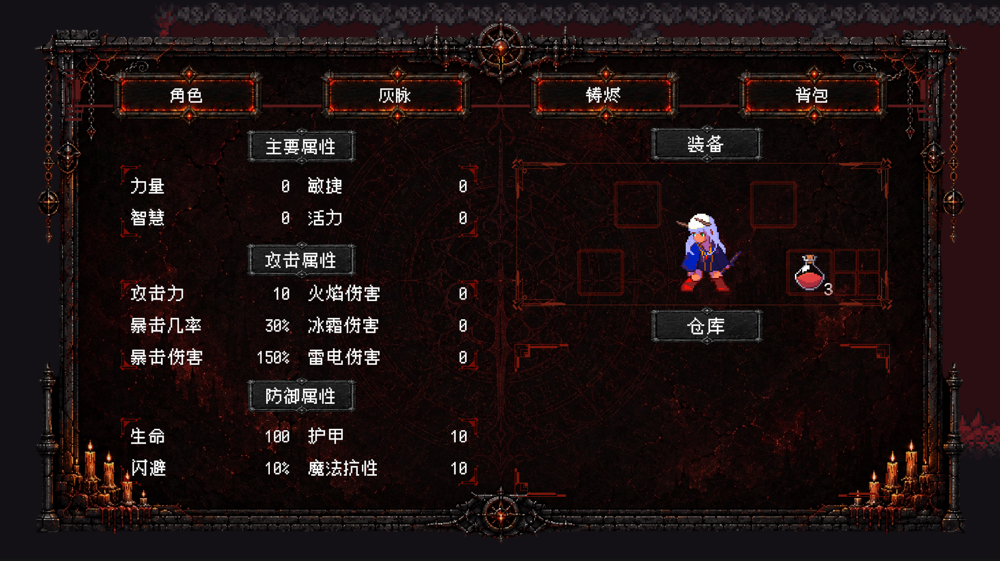 角色 灰脉 铸烬 背包
主要属性
力量 0 敏捷 0
智慧 0 活力 0
攻击属性
攻击力 10 火焰伤害 0
暴击几率 30% 冰霜伤害 0
暴击伤害 150% 雷电伤害 0
防御属性
生命 100 护甲 10
闪避 10% 魔法抗性 10
装备
3
仓库